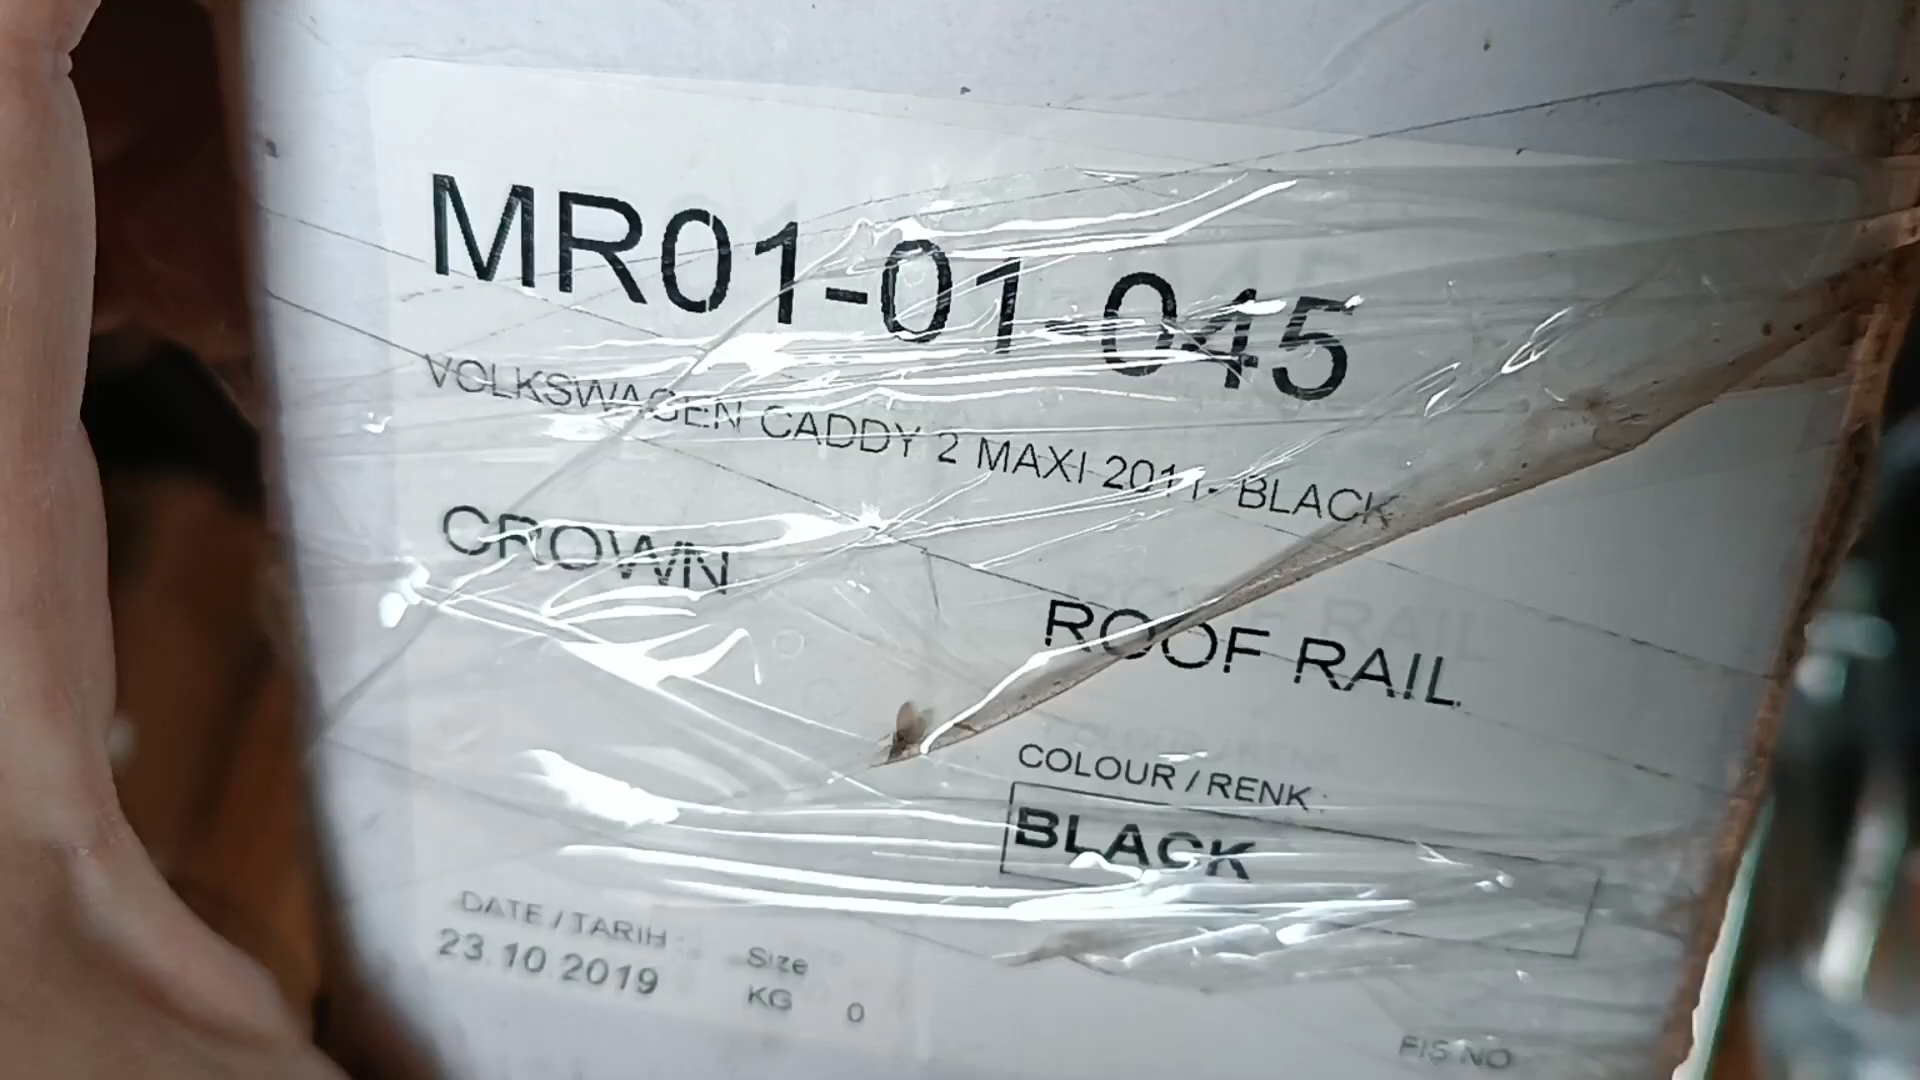 MR01-01-045
VOLKSWAGEN CADDY 2 MAXI 2011- BLACK
CROWN
ROOF RAIL
COLOUR / RENK :
BLACK
DATE / TARIH :
23.10.2019
Size
KG 0
FIS NO